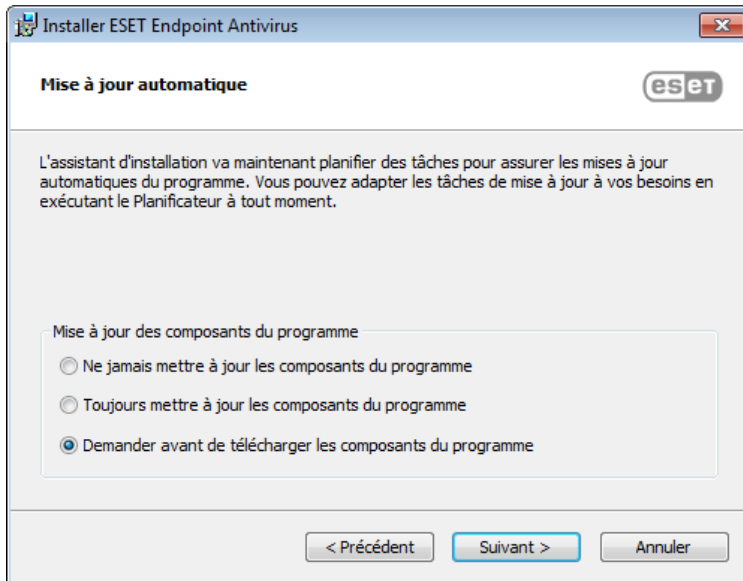 Installer ESET Endpoint Antivirus
Mise à jour automatique
eseT
L'assistant d'installation va maintenant planifier des tâches pour assurer les mises à jour
automatiques du programme. Vous pouvez adapter les tâches de mise à jour à vos besoins en
exécutant le Planificateur à tout moment.
Mise à jour des composants du programme
Ne jamais mettre à jour les composants du programme
Toujours mettre à jour les composants du programme
Demander avant de télécharger les composants du programme
< Précédent
Suivant >
Annuler